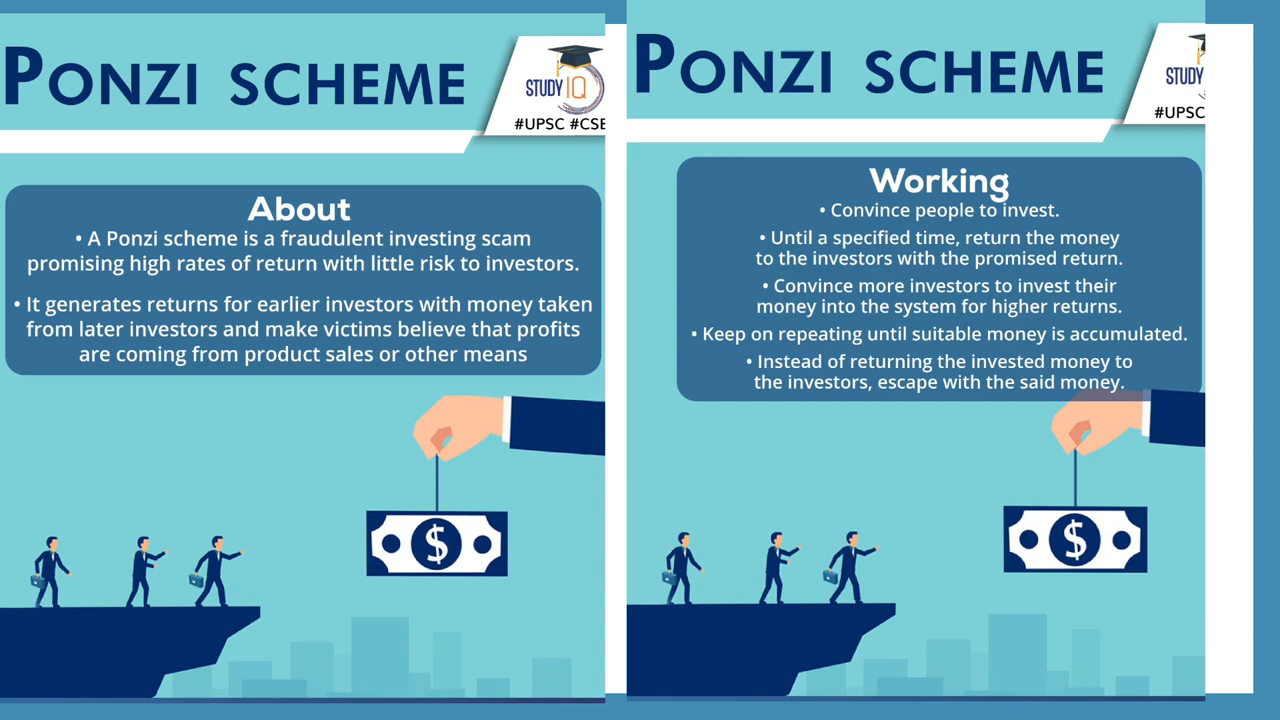 PONZI SCHEME
STUDY IQ
#UPSC #CSE
About
• A Ponzi scheme is a fraudulent investing scam
promising high rates of return with little risk to investors.
• It generates returns for earlier investors with money taken
from later investors and make victims believe that profits
are coming from product sales or other means
$
PONZI SCHEME
STUDY
#UPSC
Working
• Convince people to invest.
• Until a specified time, return the money
to the investors with the promised return.
• Convince more investors to invest their
money into the system for higher returns.
• Keep on repeating until suitable money is accumulated.
• Instead of returning the invested money to
the investors, escape with the said money.
$